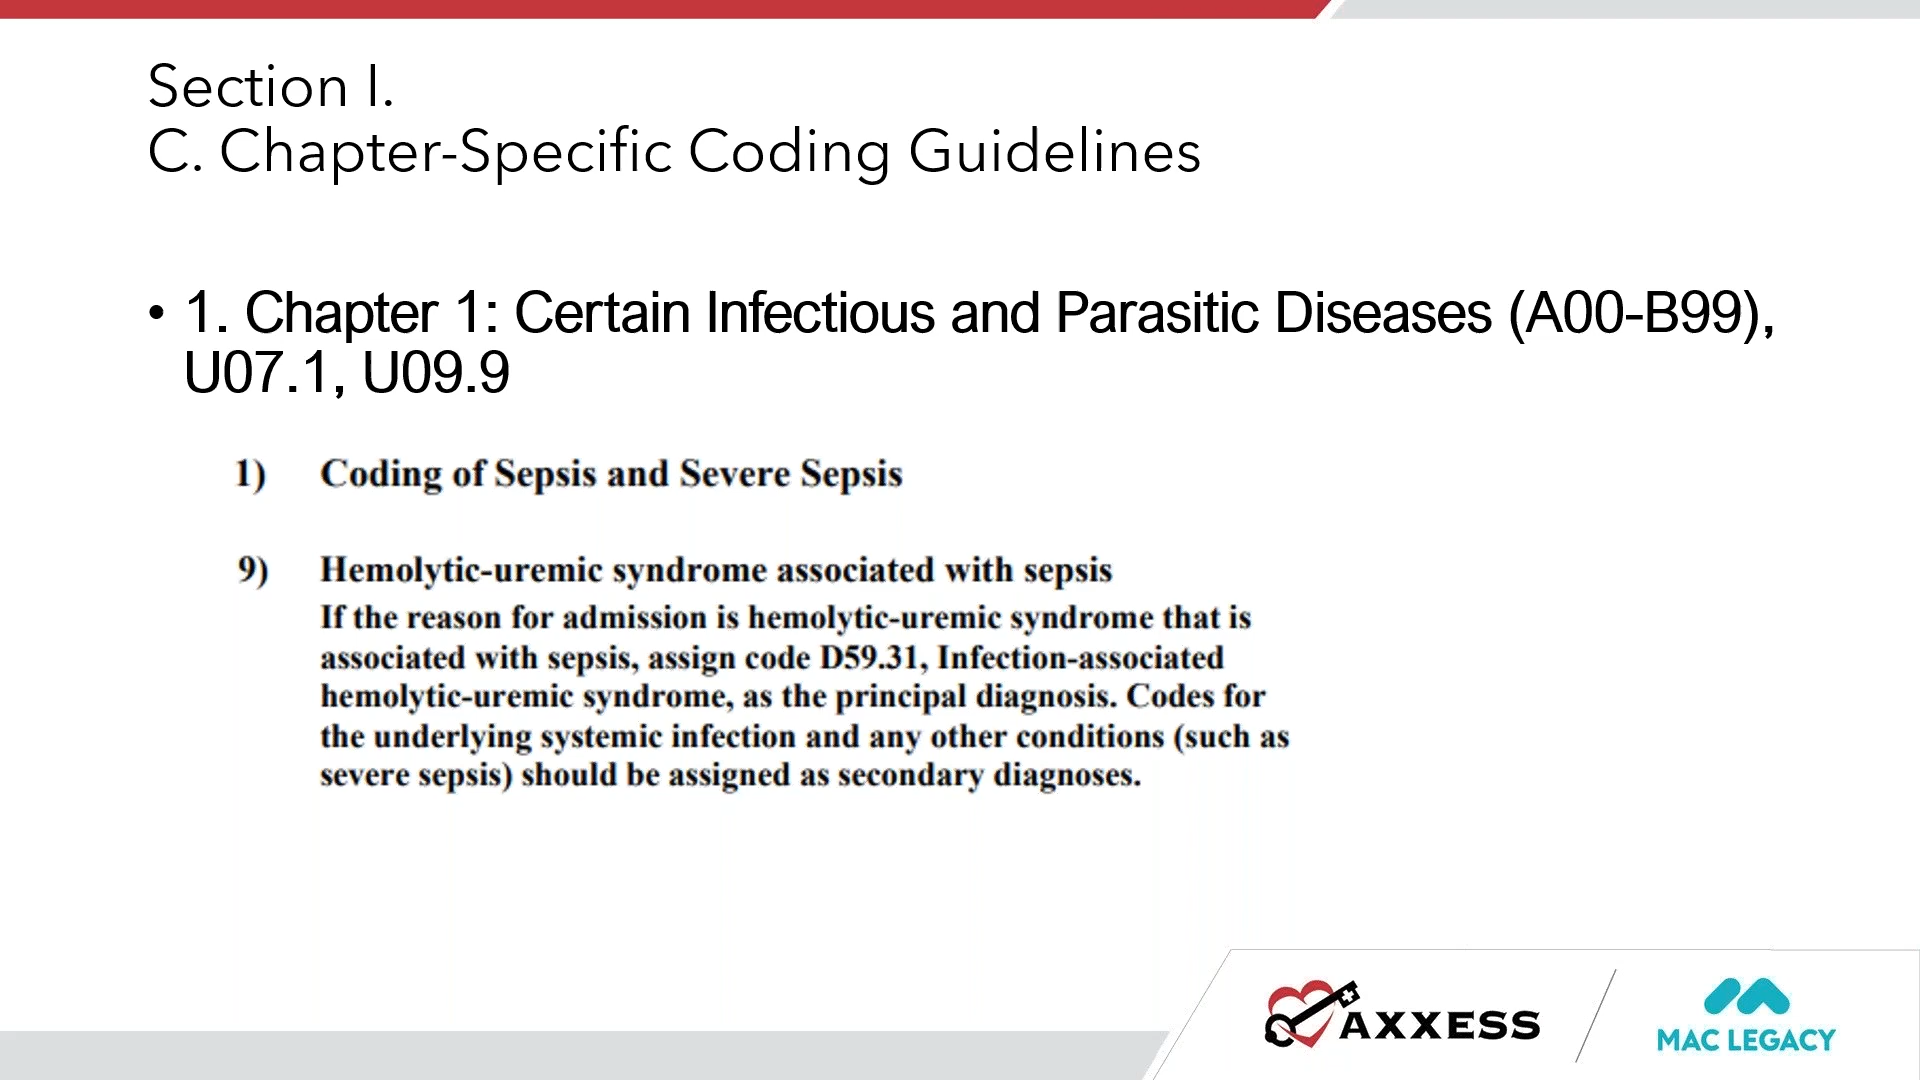 Section I.
C. Chapter-Specific Coding Guidelines
• 1. Chapter 1: Certain Infectious and Parasitic Diseases (A00-B99),
U07.1, U09.9
1) Coding of Sepsis and Severe Sepsis
9) Hemolytic-uremic syndrome associated with sepsis
If the reason for admission is hemolytic-uremic syndrome that is
associated with sepsis, assign code D59.31, Infection-associated
hemolytic-uremic syndrome, as the principal diagnosis. Codes for
the underlying systemic infection and any other conditions (such as
severe sepsis) should be assigned as secondary diagnoses.
AXXESS
MAC LEGACY